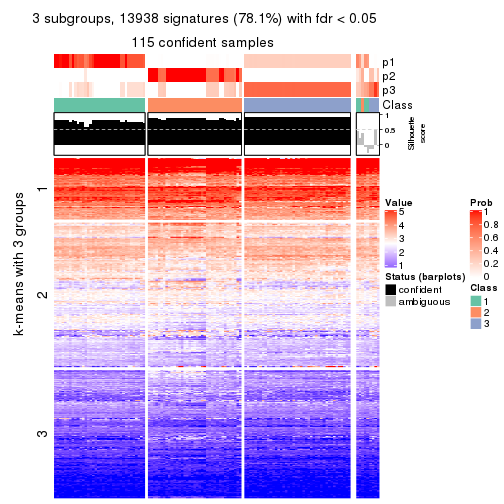 3 subgroups, 13938 signatures (78.1%) with fdr < 0.05
115 confident samples
p1
p2
p3
Class
1
0.5
0
Silhouette
score
k-means with 3 groups
1
2
3
Value
5
4
3
2
1
Status (barplots)
confident
ambiguous
Prob
1
0.8
0.6
0.4
0.2
0
Class
1
2
3